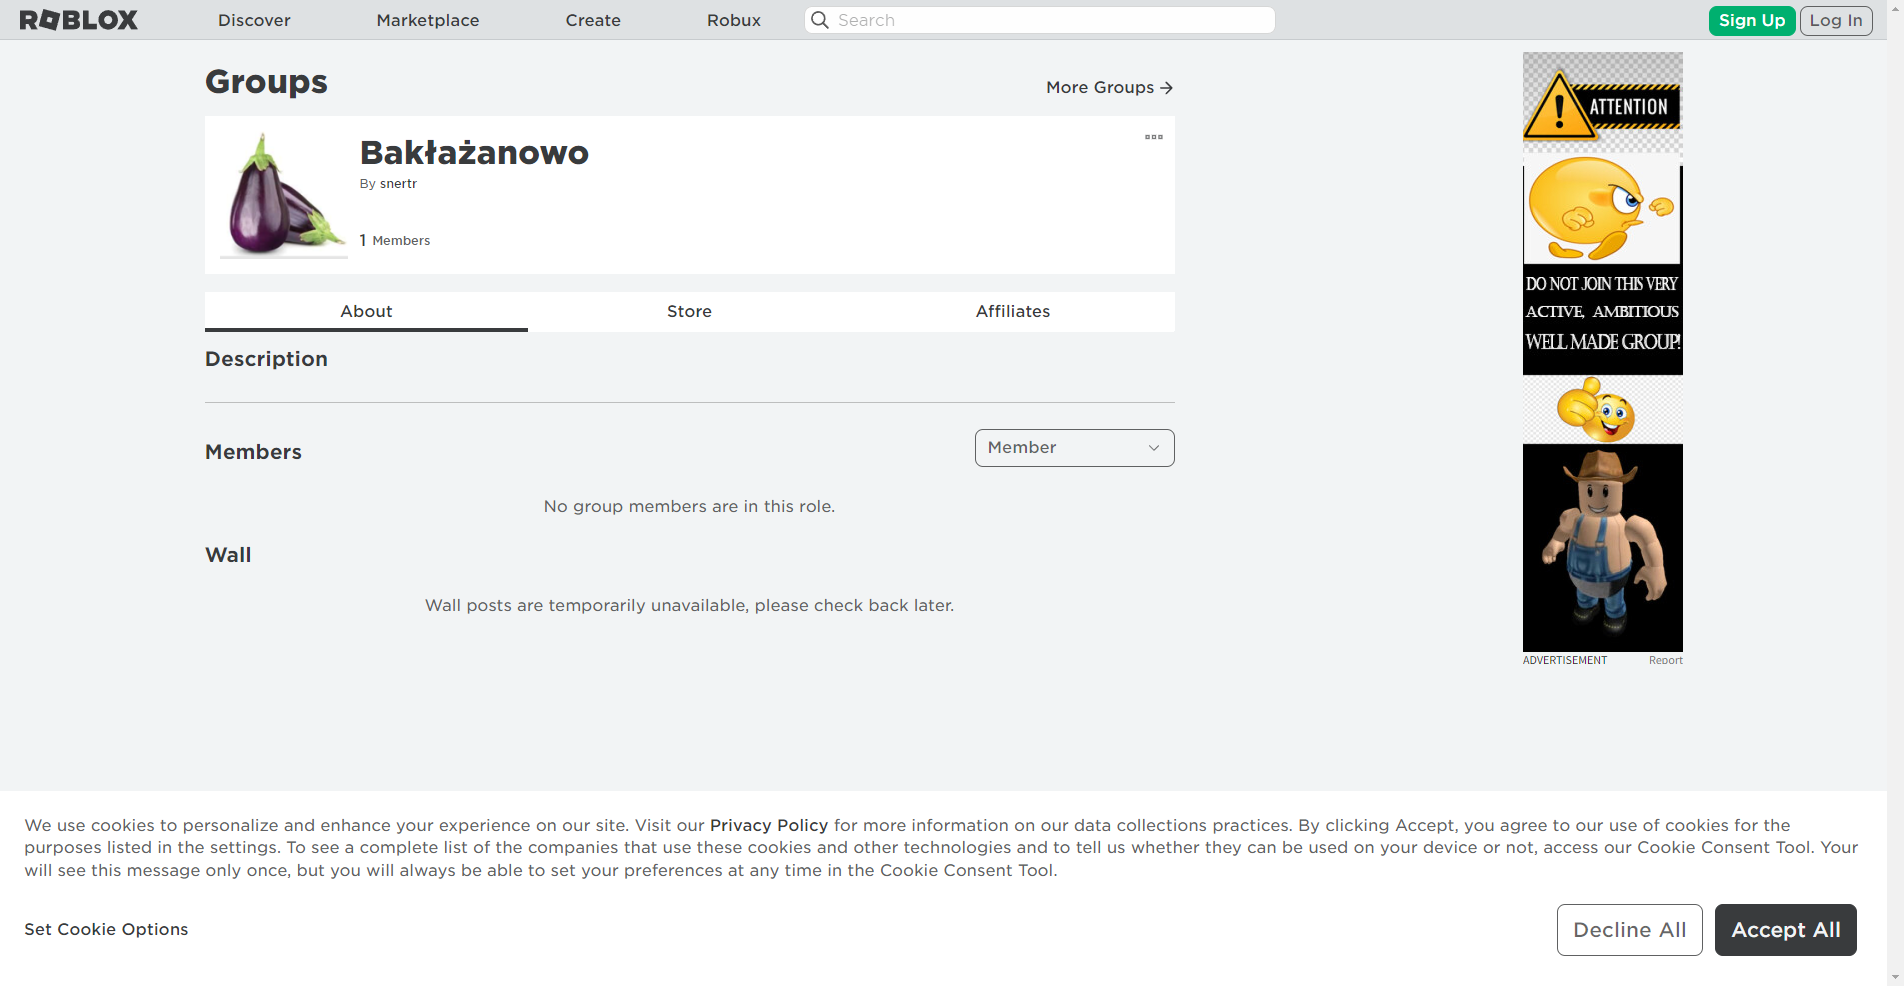 ROBLOX
Discover
Marketplace
Create
Robux
Search
Sign Up
Log In
Groups
More Groups →
Bakłażanowo
By snertr
1 Members
About
Store
Affiliates
Description
Members
Member
No group members are in this role.
Wall
Wall posts are temporarily unavailable, please check back later.
ATTENTION
DO NOT JOIN THIS VERY
ACTIVE, AMBITIOUS
WELL MADE GROUP!
ADVERTISEMENT
Report
We use cookies to personalize and enhance your experience on our site. Visit our Privacy Policy for more information on our data collections practices. By clicking Accept, you agree to our use of cookies for the
purposes listed in the settings. To see a complete list of the companies that use these cookies and other technologies and to tell us whether they can be used on your device or not, access our Cookie Consent Tool. Your
will see this message only once, but you will always be able to set your preferences at any time in the Cookie Consent Tool.
Set Cookie Options
Decline All
Accept All